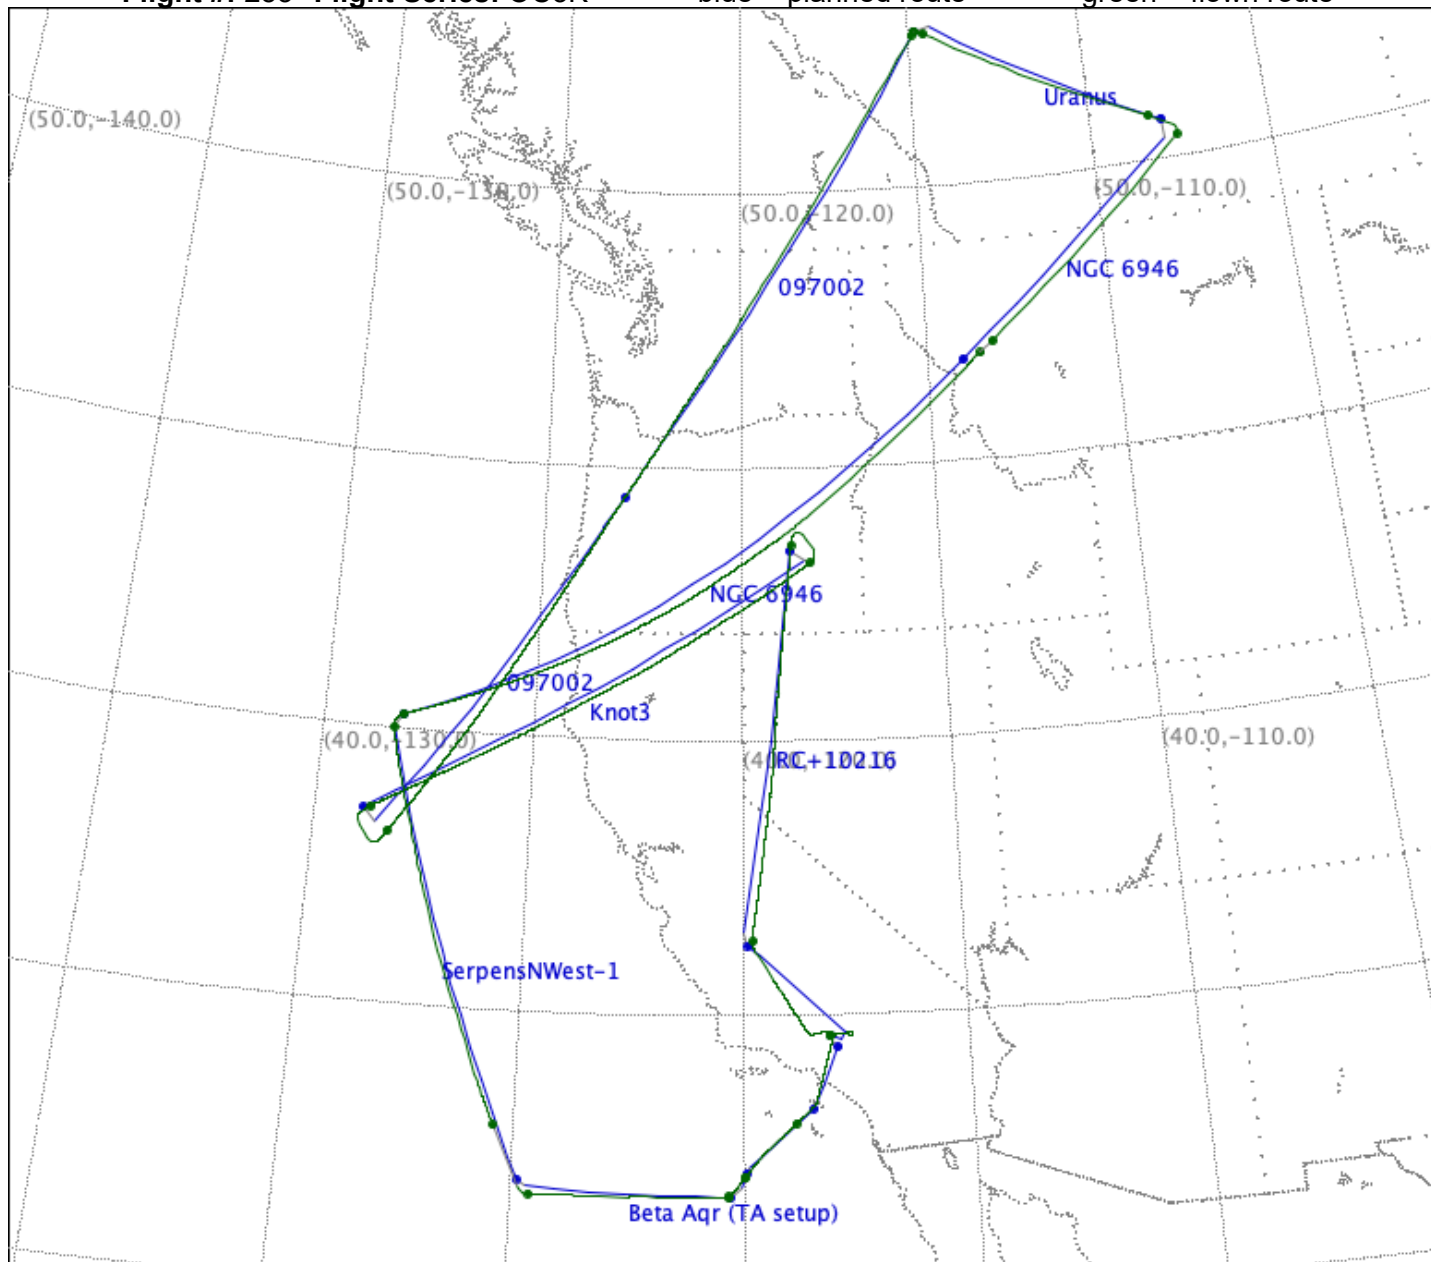 blue = planned route green = flown route
Uranus
(50.0,-140.0)
(50.0,-130.0)
(50.0,-110.0)
(50.0,-120.0)
NGC 6946
097002
NGC 6946
097002
Knot3
(40.0,-130.0)
(40.0,-110.0)
RC+10216
SerpensNWest-1
Beta Aqr (TA setup)